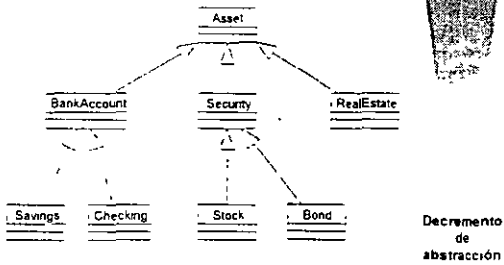 Asset
BankAccount
Security
RealEstate
Savings
Checking
Stock
Bond
Decremento
de
abstracción